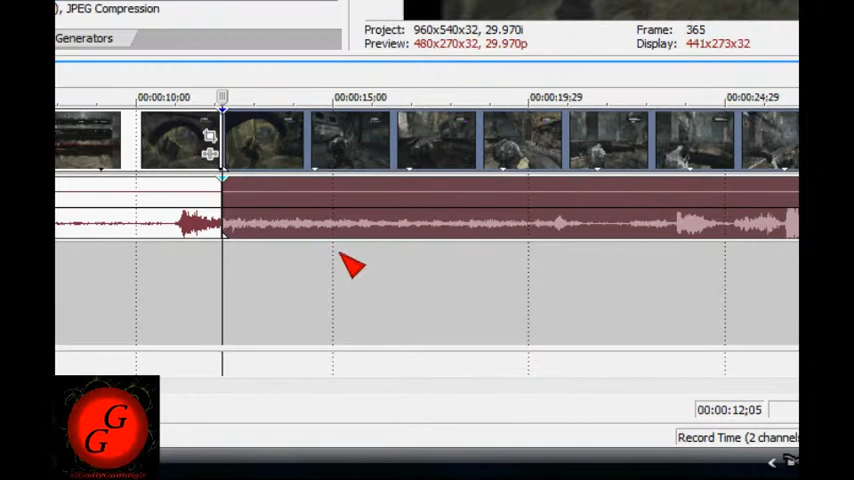 ), JPEG Compression
Generators
Project: 960x540x32, 29.970i
Preview: 480x270x32, 29.970p
Frame: 365
Display: 441x273x32
00:00:10;00
00:00:15;00
00:00:19;29
00:00:24;29
00:00:12;05
Record Time (2 channels
G
G